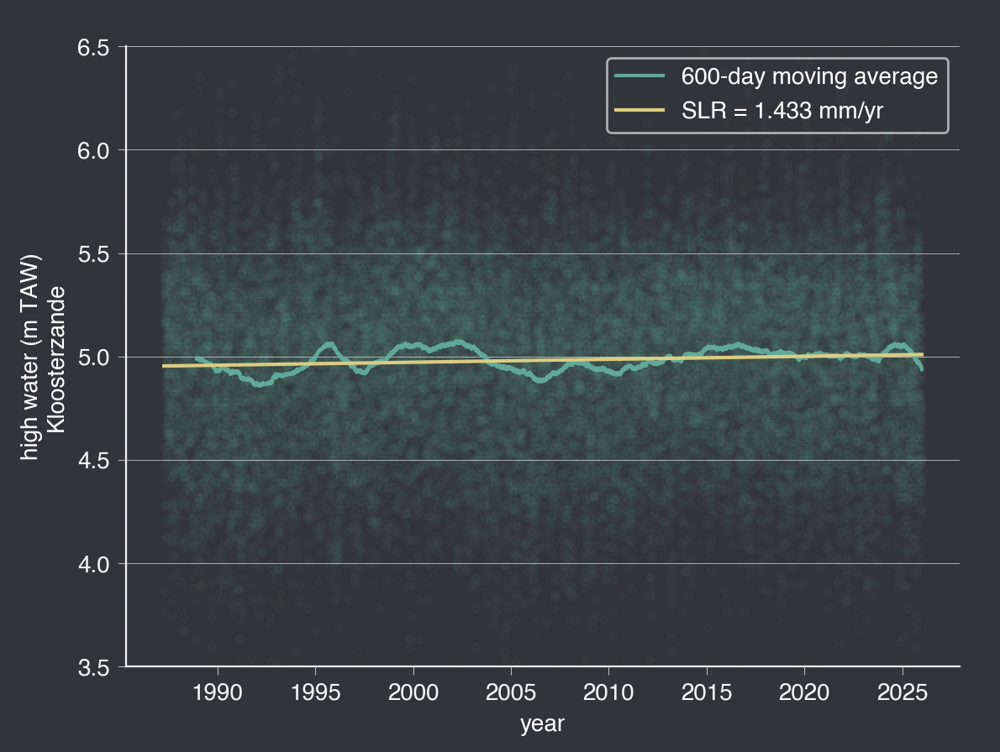 6.5
6.0
5.5
5.0
4.5
4.0
3.5
high water (m TAW)
Kloosterzande
600-day moving average
SLR = 1.433 mm/yr
1990 1995 2000 2005 2010 2015 2020 2025
year